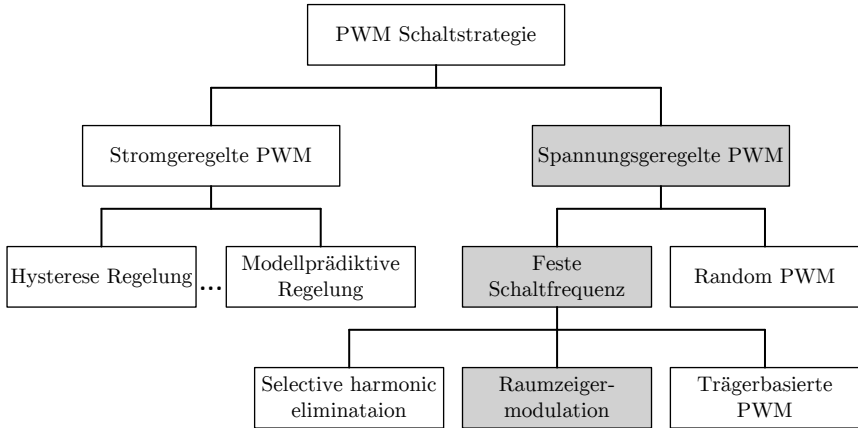 PWM Schaltstrategie
Stromgeregelte PWM
Spannungsgeregelte PWM
Hysterese Regelung
...
Modellprädiktive
Regelung
Feste
Schaltfrequenz
Random PWM
Selective harmonic
eliminataion
Raumzeiger-
modulation
Trägerbasierte
PWM